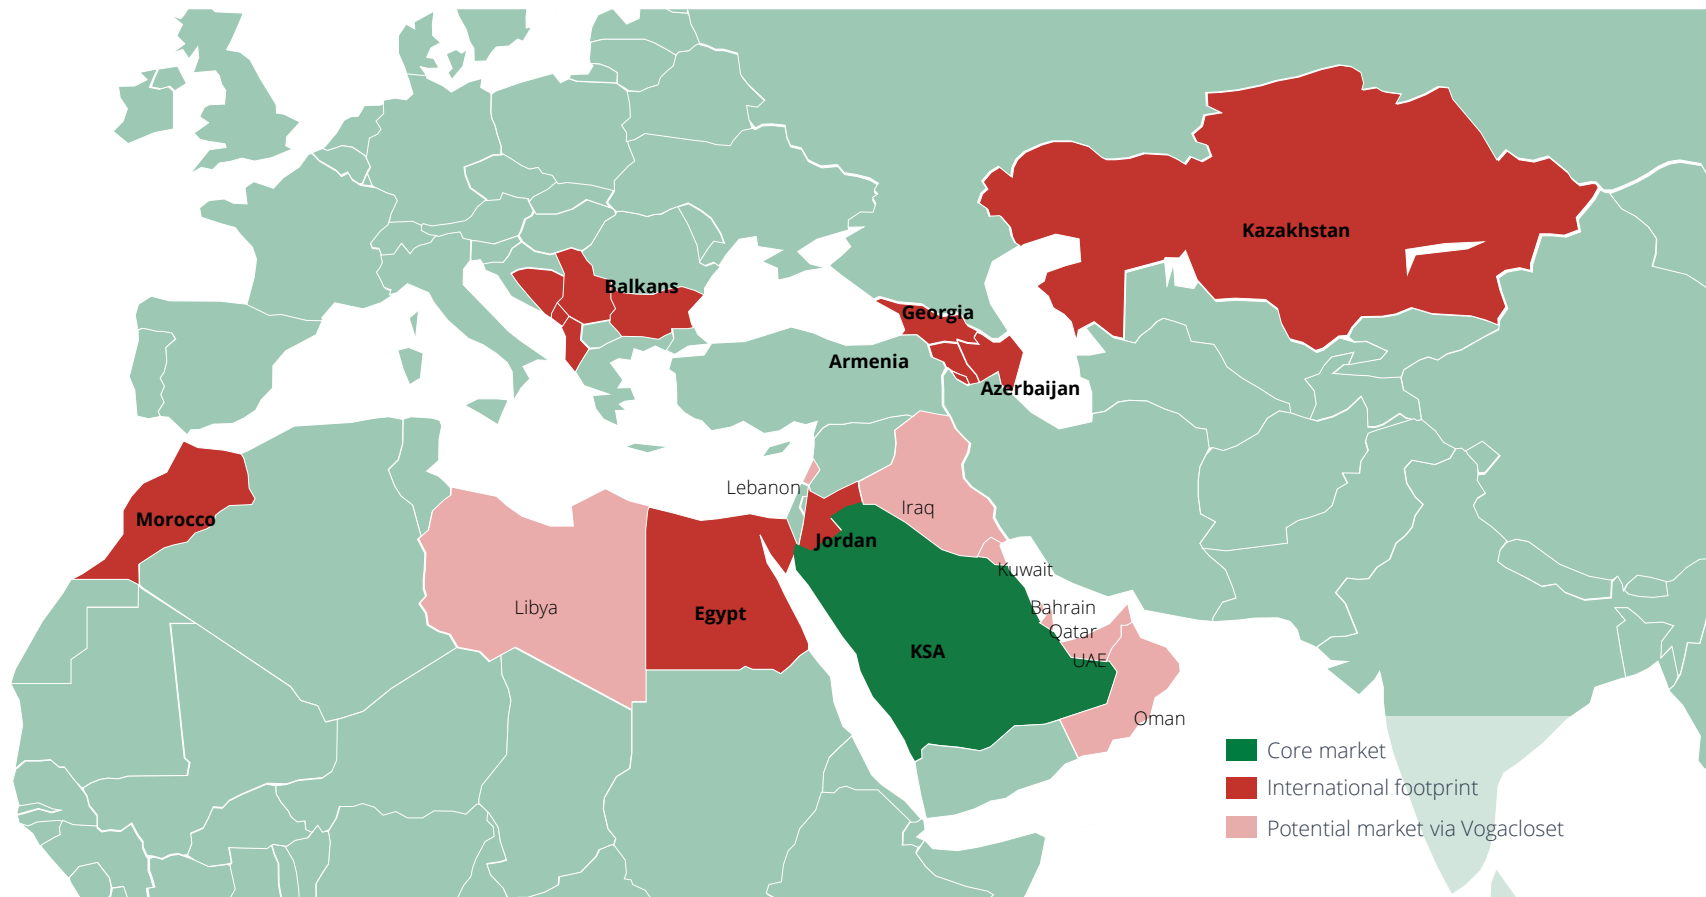 Kazakhstan
Balkans
Georgia
Armenia
Azerbaijan
Lebanon
Iraq
Morocco
Jordan
Kuwait
Libya
Egypt
Bahrain
Qatar
KSA
UAE
Oman
Core market
International footprint
Potential market via Vogacloset